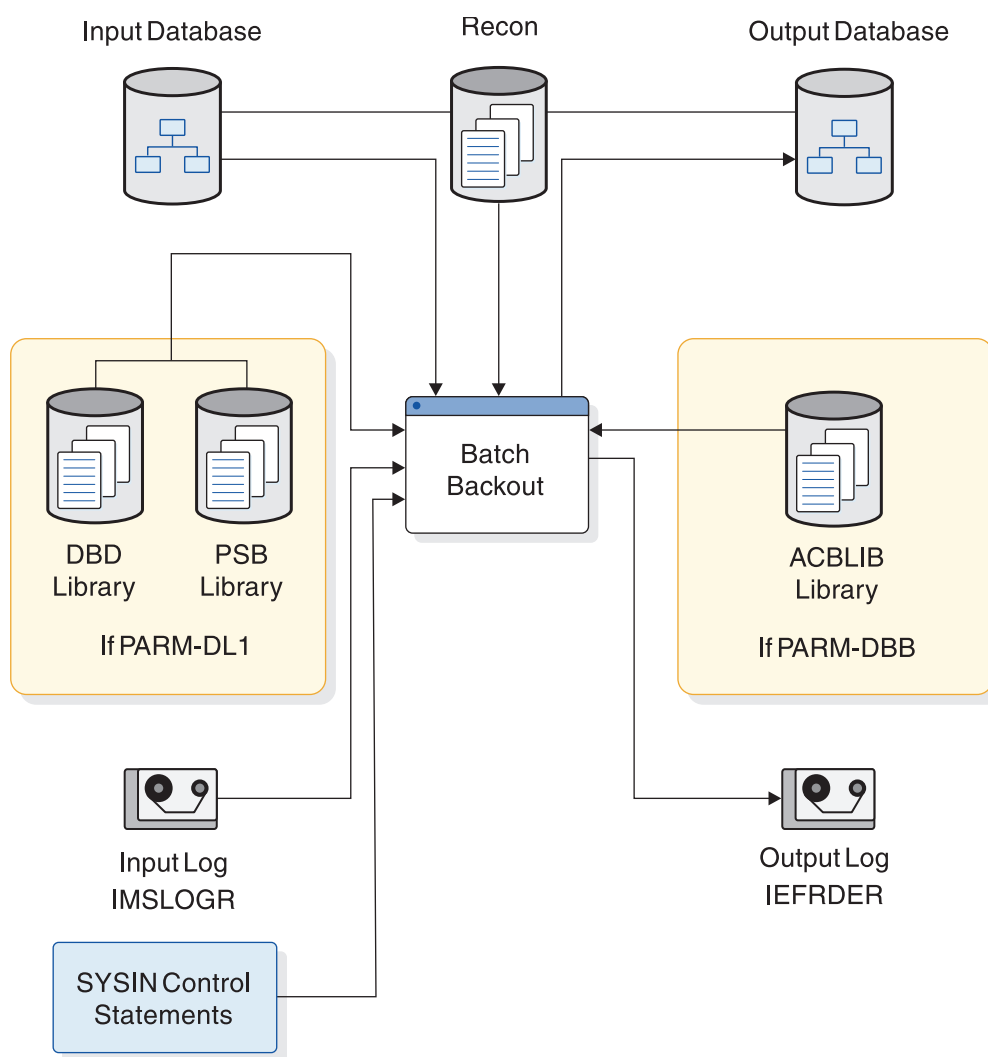 Input Database
Recon
Output Database
Batch
Backout
DBD
Library
PSB
Library
If PARM-DL1
ACBLIB
Library
If PARM-DBB
Input Log
IMSLOGR
Output Log
IEFRDER
SYSIN Control
Statements